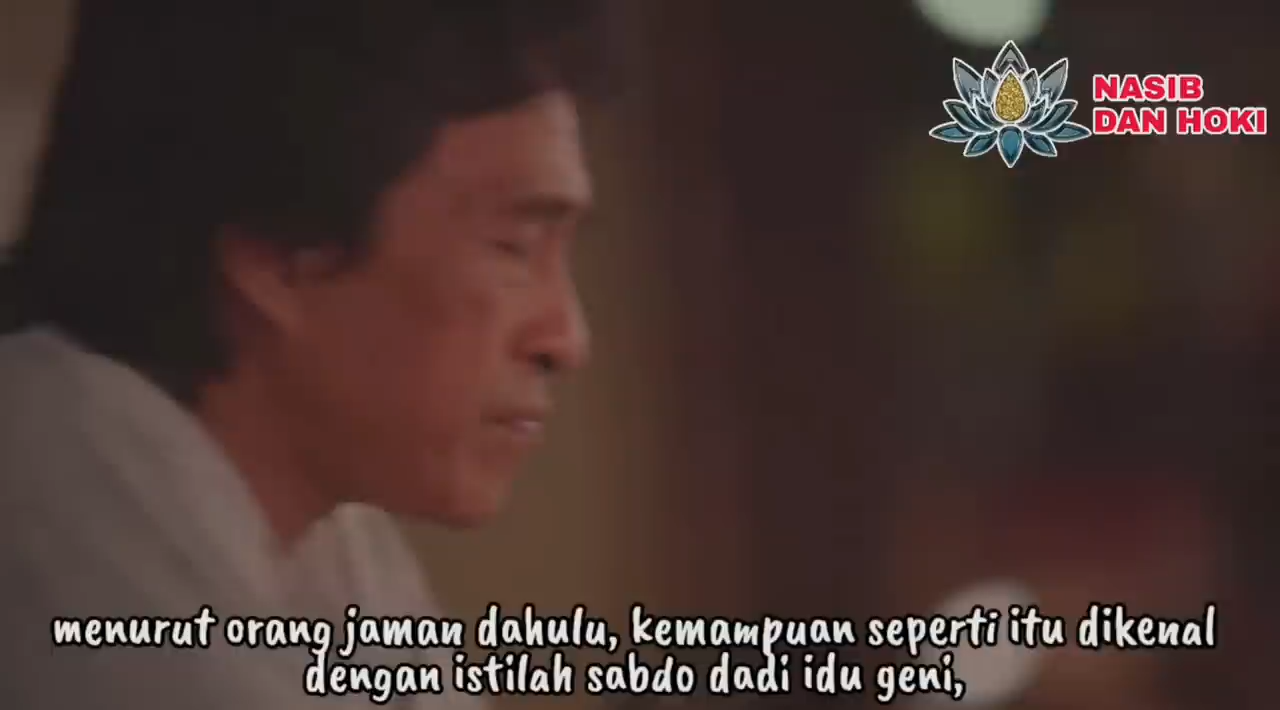 NASIB
DAN HOKI
menurut orang jaman dahulu, kemampuan seperti itu dikenal
dengan istilah sabdo dadi idu geni,